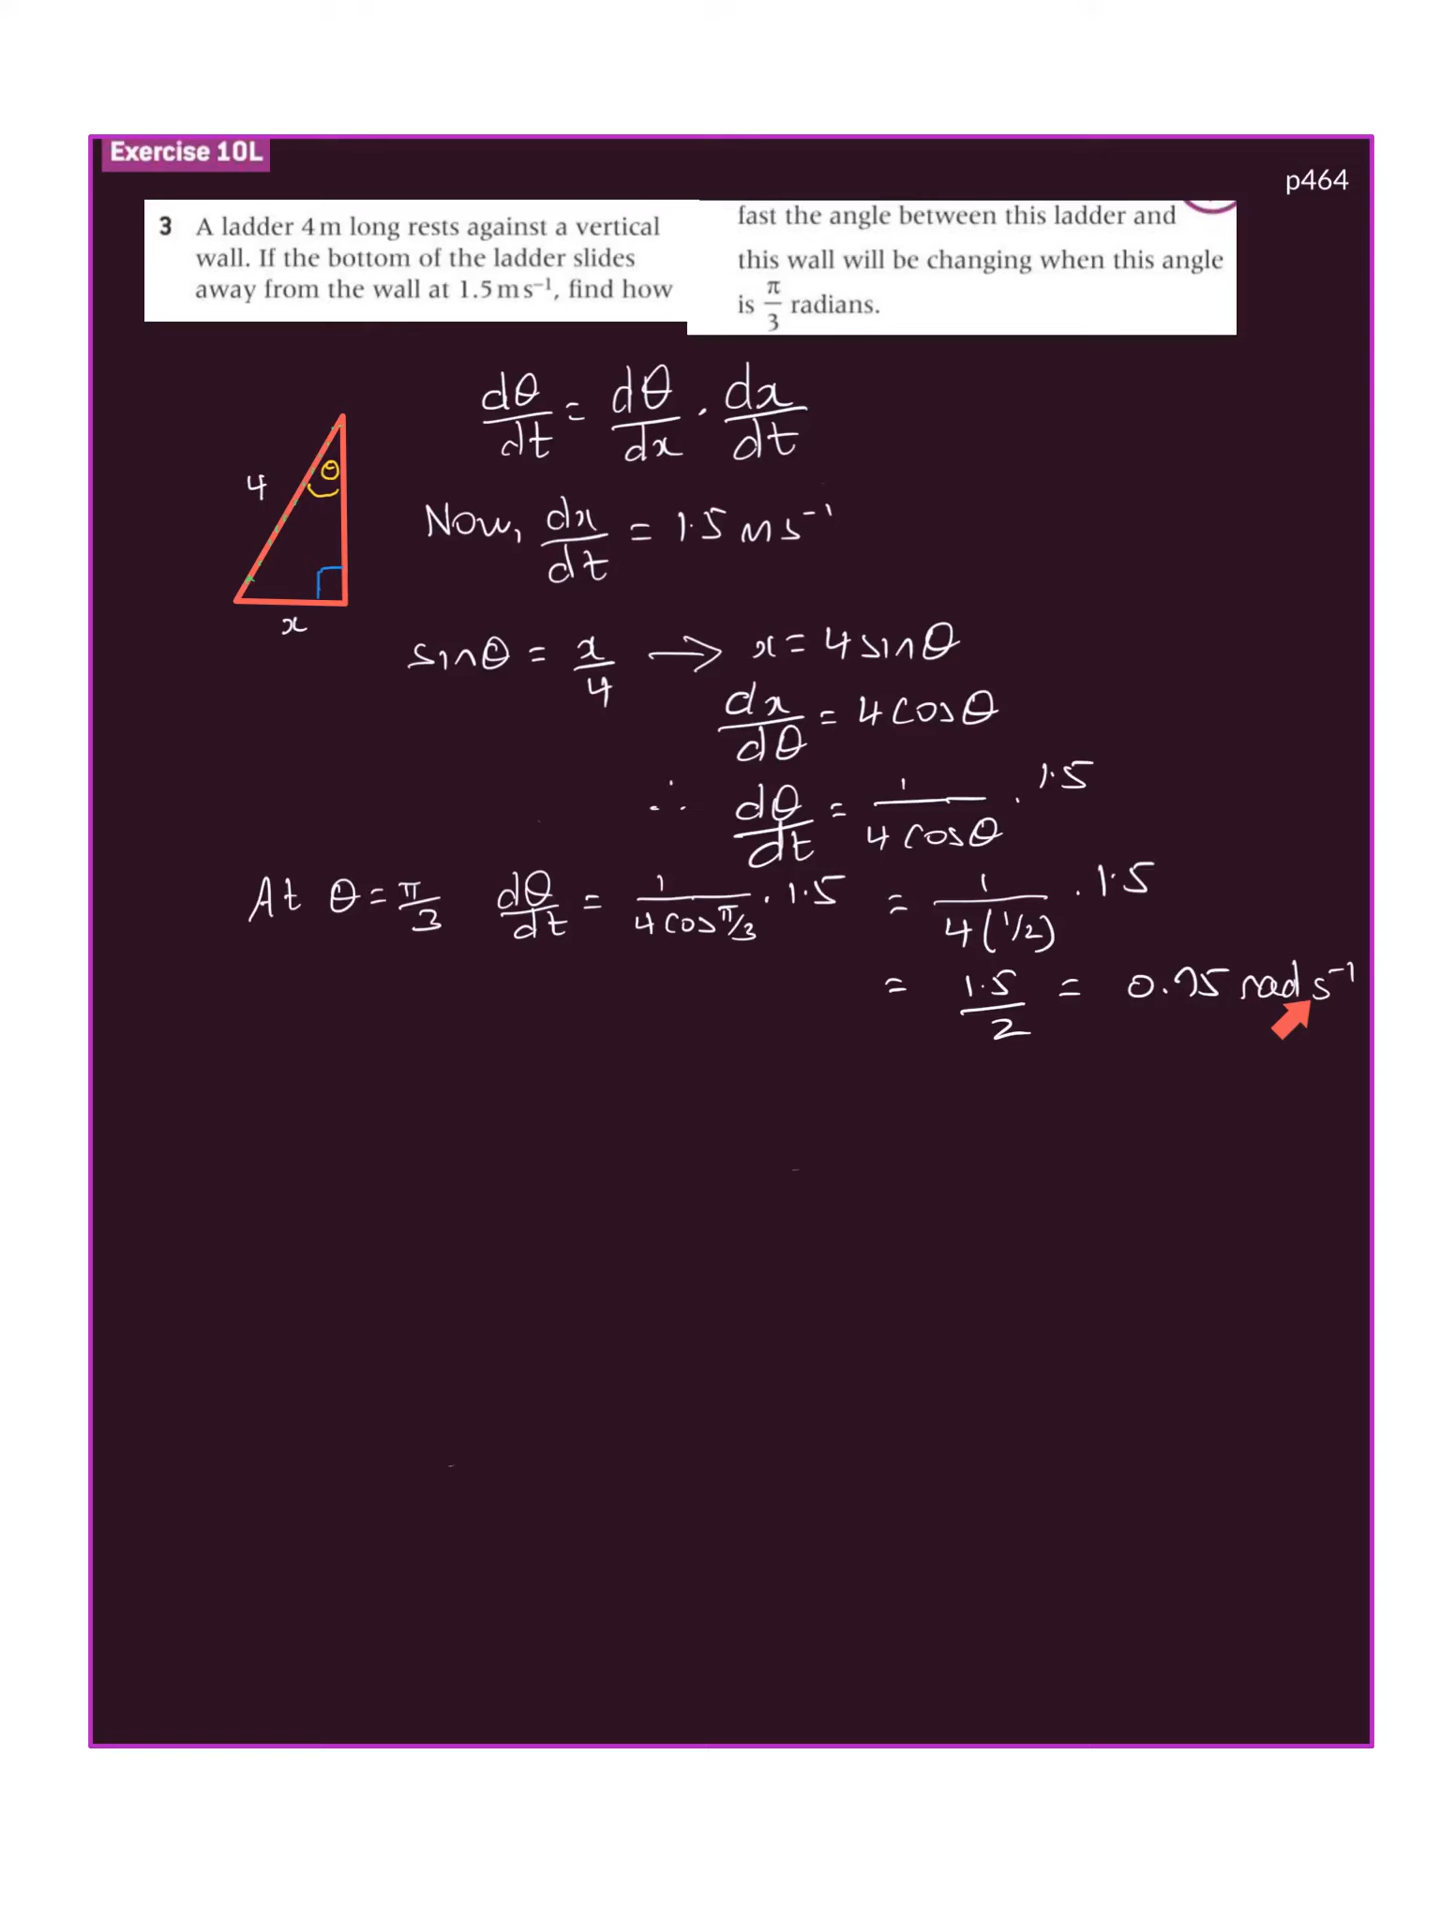 Exercise 10L
p464
3 A ladder 4 m long rests against a vertical
wall. If the bottom of the ladder slides
away from the wall at 1.5 m s⁻¹, find how
fast the angle between this ladder and
this wall will be changing when this angle
is π/3 radians.
dθ/dt = dθ/dx · dx/dt
4
θ
x
Now, dx/dt = 1.5 m s⁻¹
sinθ = x/4 → x = 4 sinθ
dx/dθ = 4 cosθ
∴ dθ/dt = 1/(4 cosθ) · 1.5
At θ = π/3 dθ/dt = 1/(4 cos π/3) · 1.5 = 1/(4(1/2)) · 1.5
= 1.5/2 = 0.75 rad s⁻¹